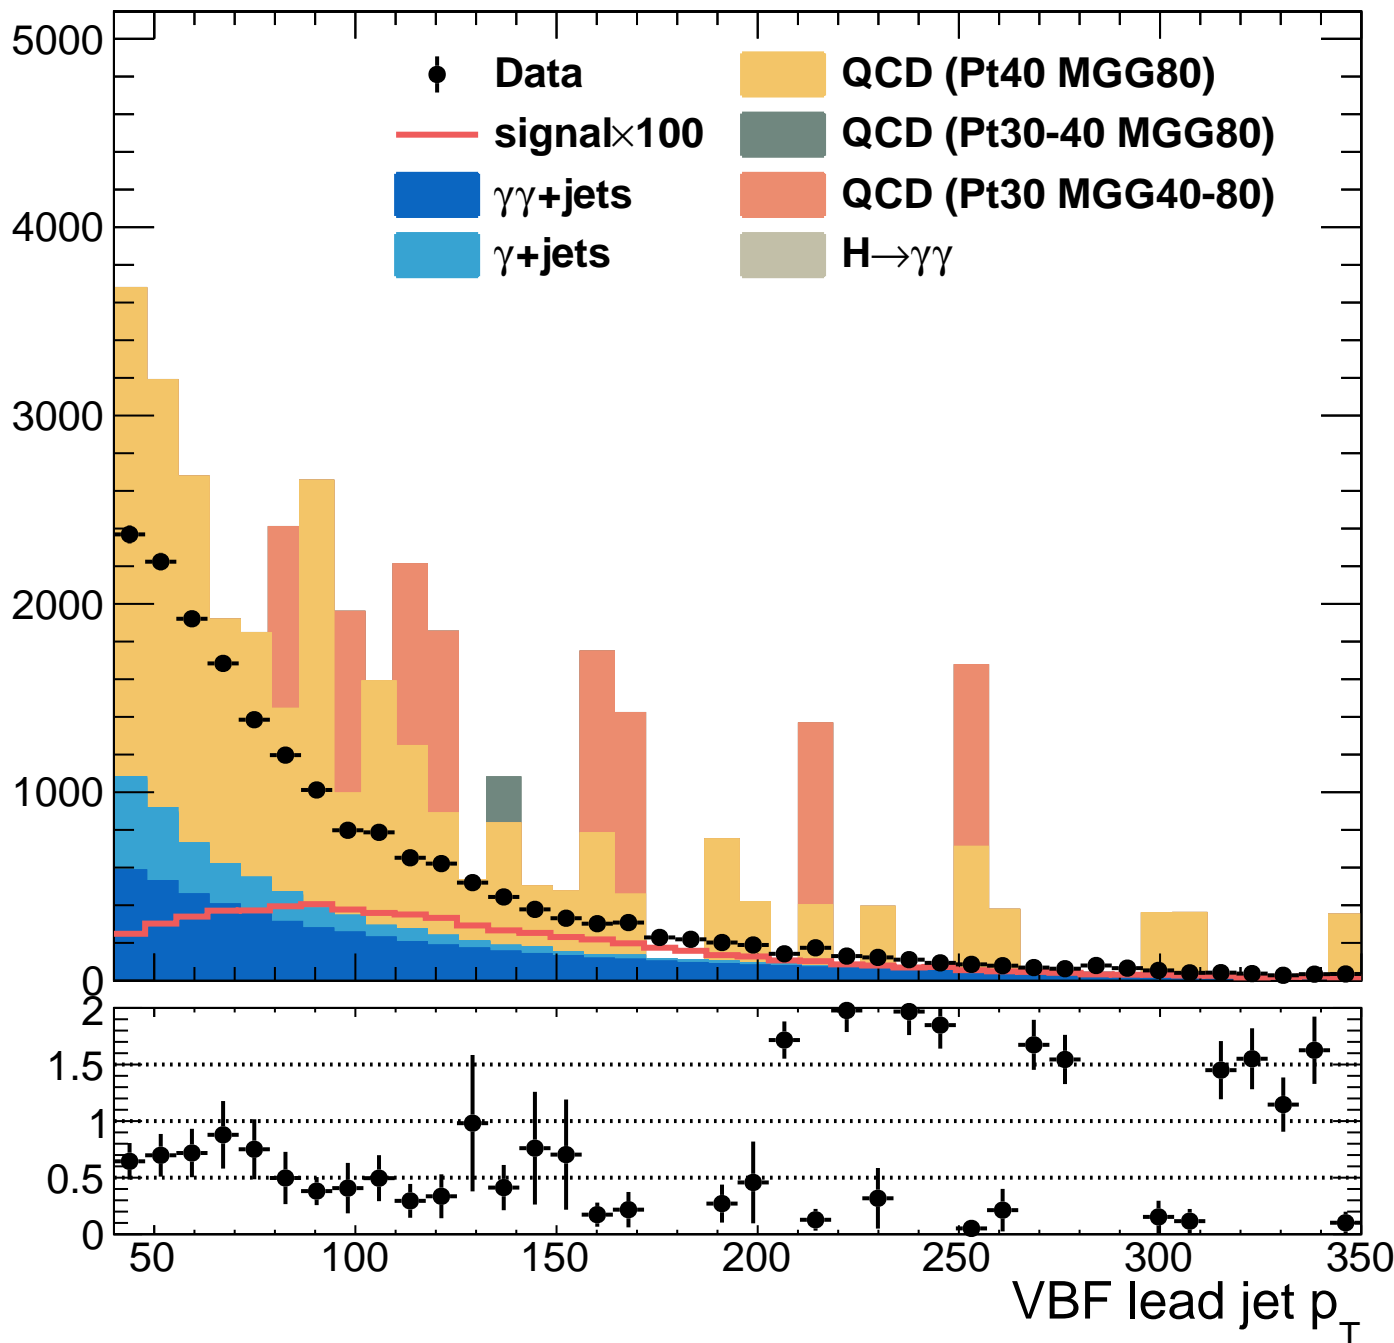 5000
4000
3000
2000
1000
0
Data
signal×100
γγ+jets
γ+jets
QCD (Pt40 MGG80)
QCD (Pt30-40 MGG80)
QCD (Pt30 MGG40-80)
H→γγ
2
1.5
1
0.5
0
50 100 150 200 250 300 350
VBF lead jet p_T